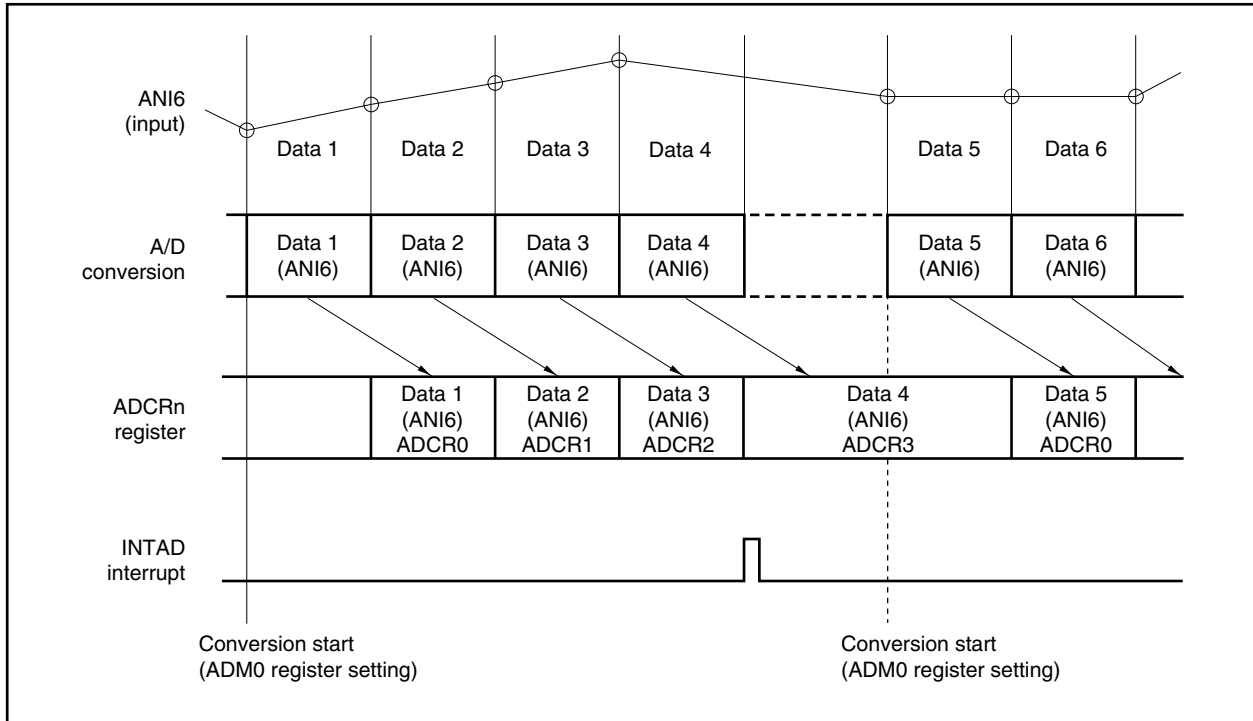 ANI6
(input)
Data 1
Data 2
Data 3
Data 4
Data 5
Data 6
A/D
conversion
Data 1
(ANI6)
Data 2
(ANI6)
Data 3
(ANI6)
Data 4
(ANI6)
Data 5
(ANI6)
Data 6
(ANI6)
ADCRn
register
Data 1
(ANI6)
ADCR0
Data 2
(ANI6)
ADCR1
Data 3
(ANI6)
ADCR2
Data 4
(ANI6)
ADCR3
Data 5
(ANI6)
ADCR0
INTAD
interrupt
Conversion start
(ADM0 register setting)
Conversion start
(ADM0 register setting)